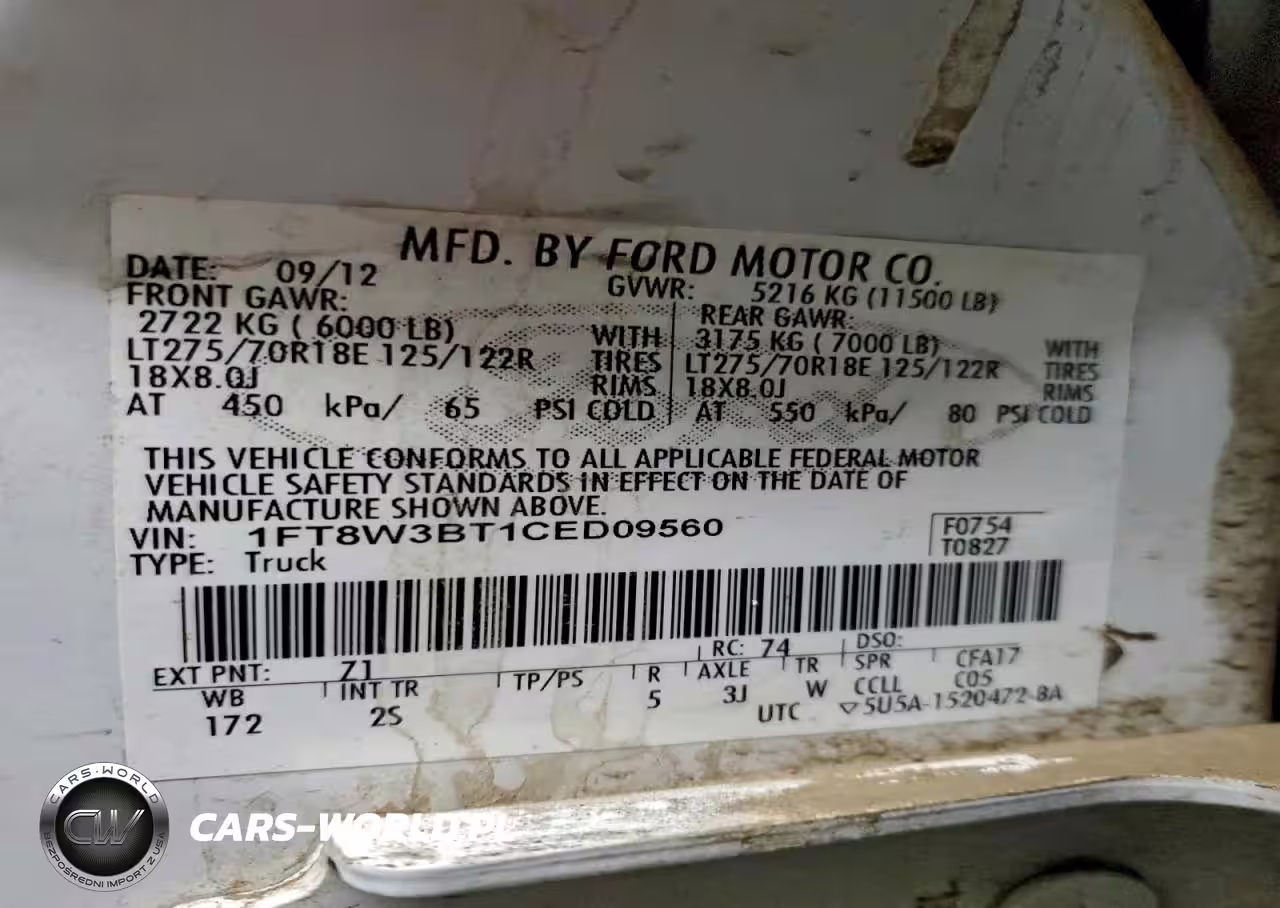 MFD. BY FORD MOTOR CO.
DATE: 09/12 GVWR: 5216 KG (11500 LB)
FRONT GAWR: REAR GAWR:
2722 KG ( 6000 LB) WITH 3175 KG ( 7000 LB) WITH
LT275/70R18E 125/122R TIRES LT275/70R18E 125/122R TIRES
18X8.0J RIMS 18X8.0J RIMS
AT 450 kPa/ 65 PSI COLD AT 550 kPa/ 80 PSI COLD
THIS VEHICLE CONFORMS TO ALL APPLICABLE FEDERAL MOTOR
VEHICLE SAFETY STANDARDS IN EFFECT ON THE DATE OF
MANUFACTURE SHOWN ABOVE.
VIN: 1FT8W3BT1CED09560 F0754
TYPE: Truck T0827
EXT PNT: Z1 RC: 74 DSO:
WB INT TR TP/PS R AXLE TR SPR CFA17
172 2S 5 3J W CCLL C05
UTC ▽5U5A-1520472-BA
CARS-WORLD
CW
BEZPOŚREDNI IMPORT Z USA
CARS-WORLD.PL